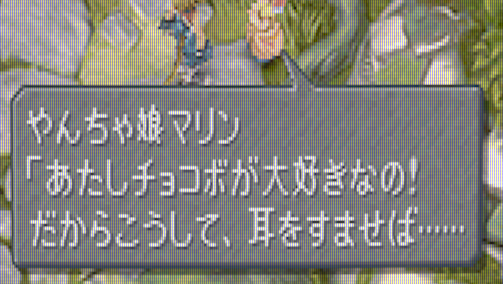 やんちゃ娘マリン
「あたしチョコボが大好きなの！
だからこうして、耳をすませば……